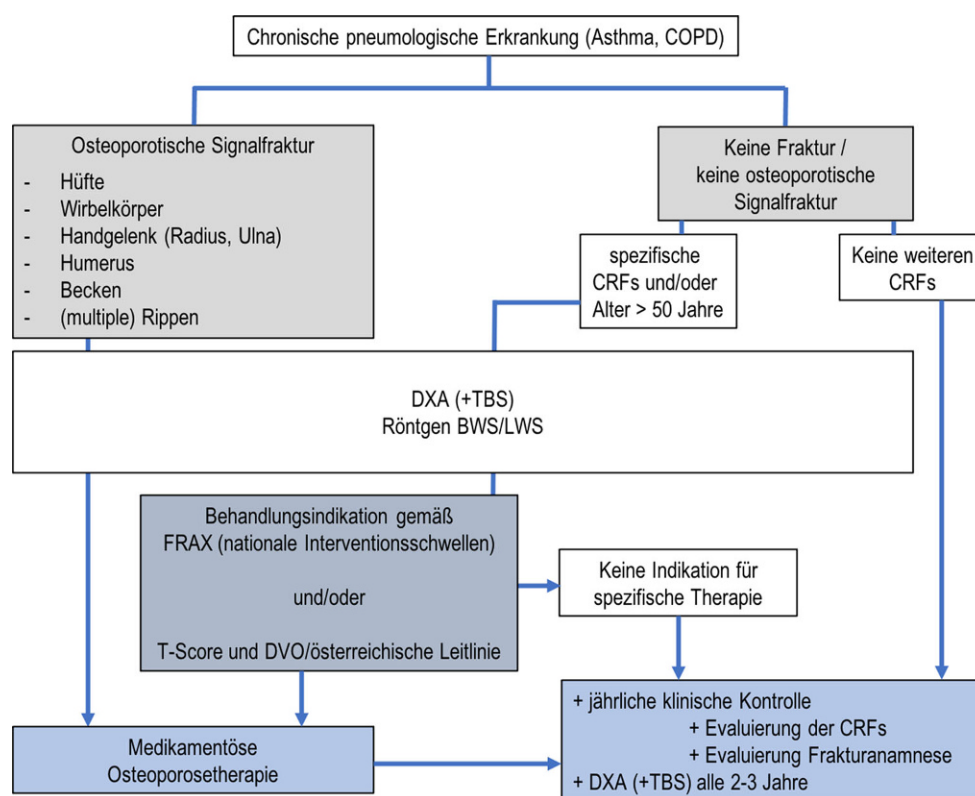 Chronische pneumologische Erkrankung (Asthma, COPD)
Osteoporotische Signalfraktur
- Hüfte
- Wirbelkörper
- Handgelenk (Radius, Ulna)
- Humerus
- Becken
- (multiple) Rippen
Keine Fraktur /
keine osteoporotische
Signalfraktur
spezifische
CRFs und/oder
Alter > 50 Jahre
Keine weiteren
CRFs
DXA (+TBS)
Röntgen BWS/LWS
Behandlungsindikation gemäß
FRAX (nationale Interventionsschwellen)
und/oder
T-Score und DVO/österreichische Leitlinie
Keine Indikation für
spezifische Therapie
Medikamentöse
Osteoporosetherapie
+ jährliche klinische Kontrolle
+ Evaluierung der CRFs
+ Evaluierung Frakturanamnese
+ DXA (+TBS) alle 2-3 Jahre